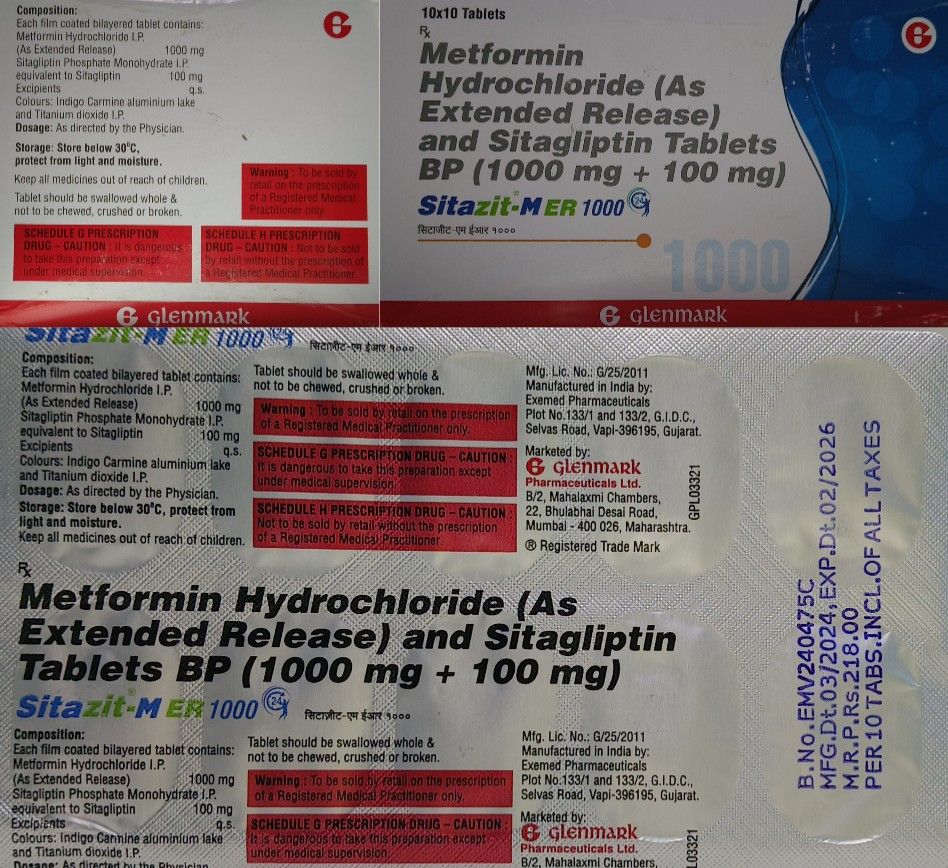 Composition:
Each film coated bilayered tablet contains:
Metformin Hydrochloride I.P.
(As Extended Release) 1000 mg
Sitagliptin Phosphate Monohydrate I.P.
equivalent to Sitagliptin 100 mg
Excipients q.s.
Colours: Indigo Carmine aluminium lake
and Titanium dioxide I.P.
Dosage: As directed by the Physician.
Storage: Store below 30°C,
protect from light and moisture.
Keep all medicines out of reach of children.
Tablet should be swallowed whole &
not to be chewed, crushed or broken.
Warning : To be sold by
retail on the prescription
of a Registered Medical
Practitioner only.
SCHEDULE G PRESCRIPTION
DRUG – CAUTION : It is dangerous
to take this preparation except
under medical supervision.
SCHEDULE H PRESCRIPTION
DRUG – CAUTION : Not to be sold
by retail without the prescription of
a Registered Medical Practitioner.
glenmark
10x10 Tablets
Rx
Metformin
Hydrochloride (As
Extended Release)
and Sitagliptin Tablets
BP (1000 mg + 100 mg)
Sitazit®-M ER 1000 24
सिटाजीट-एम ईआर १०००
1000
glenmark
Sitazit-M ER 1000 24
सिटाज़ीट-एम ईआर १०००
Composition:
Each film coated bilayered tablet contains:
Metformin Hydrochloride I.P.
(As Extended Release) 1000 mg
Sitagliptin Phosphate Monohydrate I.P.
equivalent to Sitagliptin 100 mg
Excipients q.s.
Colours: Indigo Carmine aluminium lake
and Titanium dioxide I.P.
Dosage: As directed by the Physician.
Storage: Store below 30°C, protect from
light and moisture.
Keep all medicines out of reach of children.
Tablet should be swallowed whole &
not to be chewed, crushed or broken.
Warning : To be sold by retail on the prescription
of a Registered Medical Practitioner only.
SCHEDULE G PRESCRIPTION DRUG – CAUTION :
It is dangerous to take this preparation except
under medical supervision.
SCHEDULE H PRESCRIPTION DRUG – CAUTION :
Not to be sold by retail without the prescription
of a Registered Medical Practitioner.
Mfg. Lic. No.: G/25/2011
Manufactured in India by:
Exemed Pharmaceuticals
Plot No.133/1 and 133/2, G.I.D.C.,
Selvas Road, Vapi-396195, Gujarat.
Marketed by:
glenmark
Pharmaceuticals Ltd.
B/2, Mahalaxmi Chambers,
22, Bhulabhai Desai Road,
Mumbai - 400 026, Maharashtra.
® Registered Trade Mark
GPL03321
B.No.EMV240475C
MFG.Dt.03/2024,EXP.Dt.02/2026
M.R.P.Rs.218.00
PER 10 TABS.INCL.OF ALL TAXES
Rx
Metformin Hydrochloride (As
Extended Release) and Sitagliptin
Tablets BP (1000 mg + 100 mg)
Sitazit®-M ER 1000 24
सिटाज़ीट-एम ईआर १०००
Composition:
Each film coated bilayered tablet contains:
Metformin Hydrochloride I.P.
(As Extended Release) 1000 mg
Sitagliptin Phosphate Monohydrate I.P.
equivalent to Sitagliptin 100 mg
Excipients q.s.
Colours: Indigo Carmine aluminium lake
and Titanium dioxide I.P.
Dosage: As directed by the Physician.
Tablet should be swallowed whole &
not to be chewed, crushed or broken.
Warning : To be sold by retail on the prescription
of a Registered Medical Practitioner only.
SCHEDULE G PRESCRIPTION DRUG – CAUTION :
It is dangerous to take this preparation except
under medical supervision.
Mfg. Lic. No.: G/25/2011
Manufactured in India by:
Exemed Pharmaceuticals
Plot No.133/1 and 133/2, G.I.D.C.,
Selvas Road, Vapi-396195, Gujarat.
Marketed by:
glenmark
Pharmaceuticals Ltd.
B/2, Mahalaxmi Chambers,
L03321